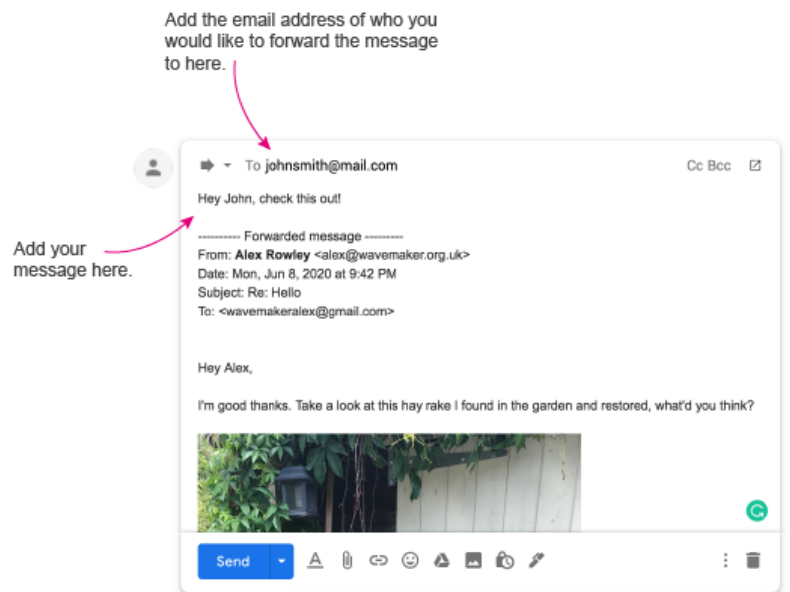 Add the email address of who you
would like to forward the message
to here.
To johnsmith@mail.com
Cc Bcc
Hey John, check this out!
---------- Forwarded message ---------
From: Alex Rowley <alex@wavemaker.org.uk>
Date: Mon, Jun 8, 2020 at 9:42 PM
Subject: Re: Hello
To: <wavemakeralex@gmail.com>
Add your
message here.
Hey Alex,
I'm good thanks. Take a look at this hay rake I found in the garden and restored, what'd you think?
Send